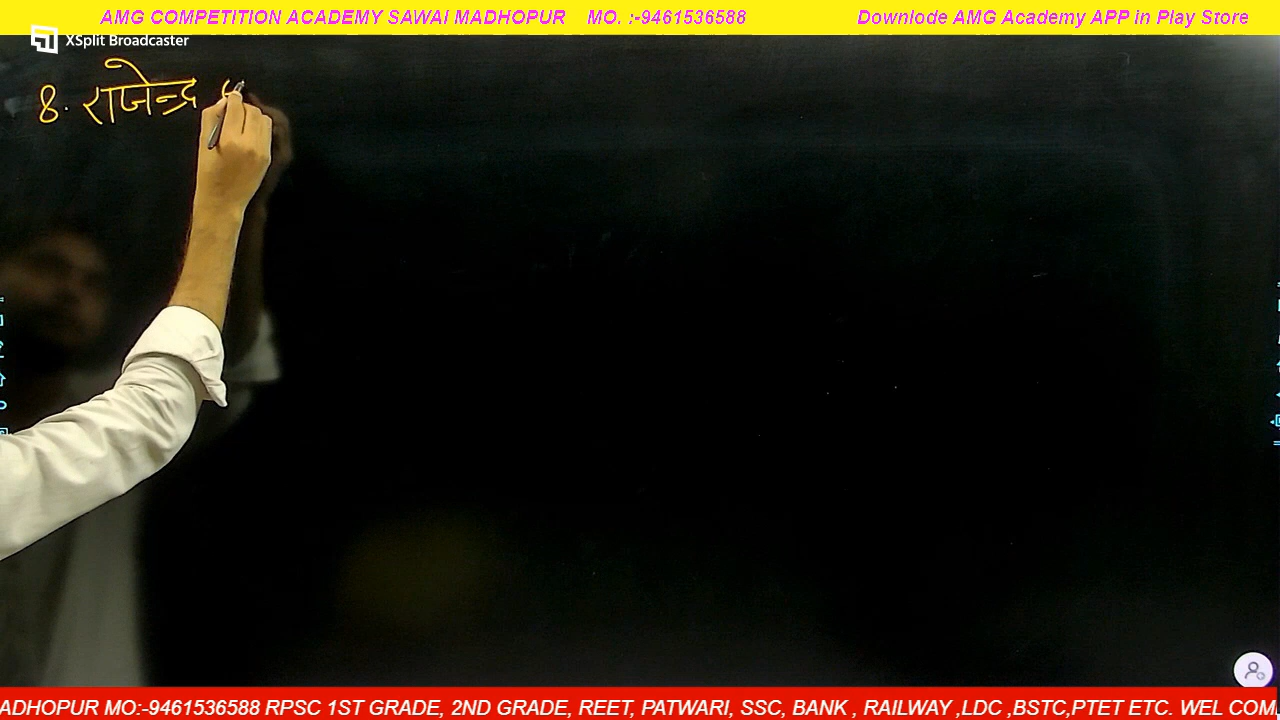 AMG COMPETITION ACADEMY SAWAI MADHOPUR MO. :-9461536588 Downlode AMG Academy APP in Play Store
XSplit Broadcaster
8. राजेन्द्र
ADHOPUR MO:-9461536588 RPSC 1ST GRADE, 2ND GRADE, REET, PATWARI, SSC, BANK , RAILWAY ,LDC ,BSTC,PTET ETC. WEL COM